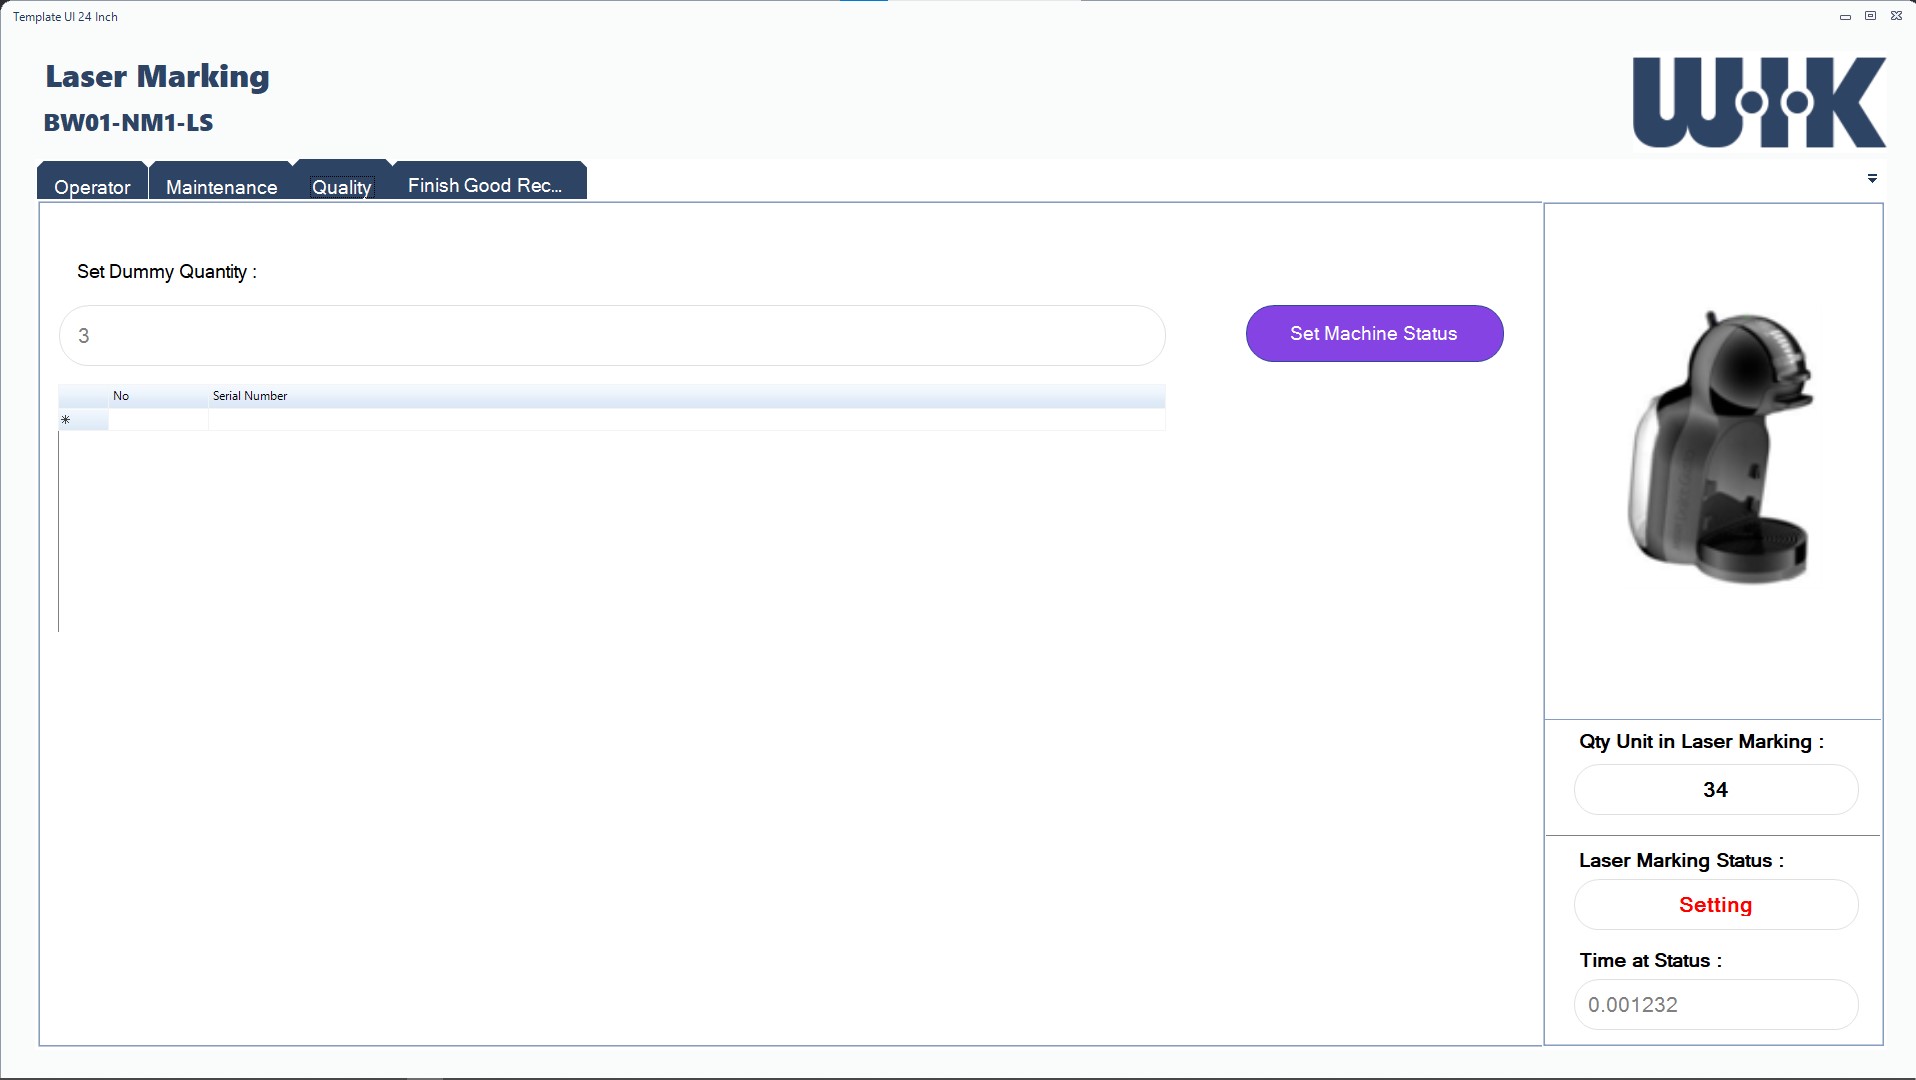 Template UI 24 Inch
Laser Marking
BW01-NM1-LS
WIK
Operator
Maintenance
Quality
Finish Good Rec...
Set Dummy Quantity :
3
Set Machine Status
No
Serial Number
*
Qty Unit in Laser Marking :
34
Laser Marking Status :
Setting
Time at Status :
0.001232